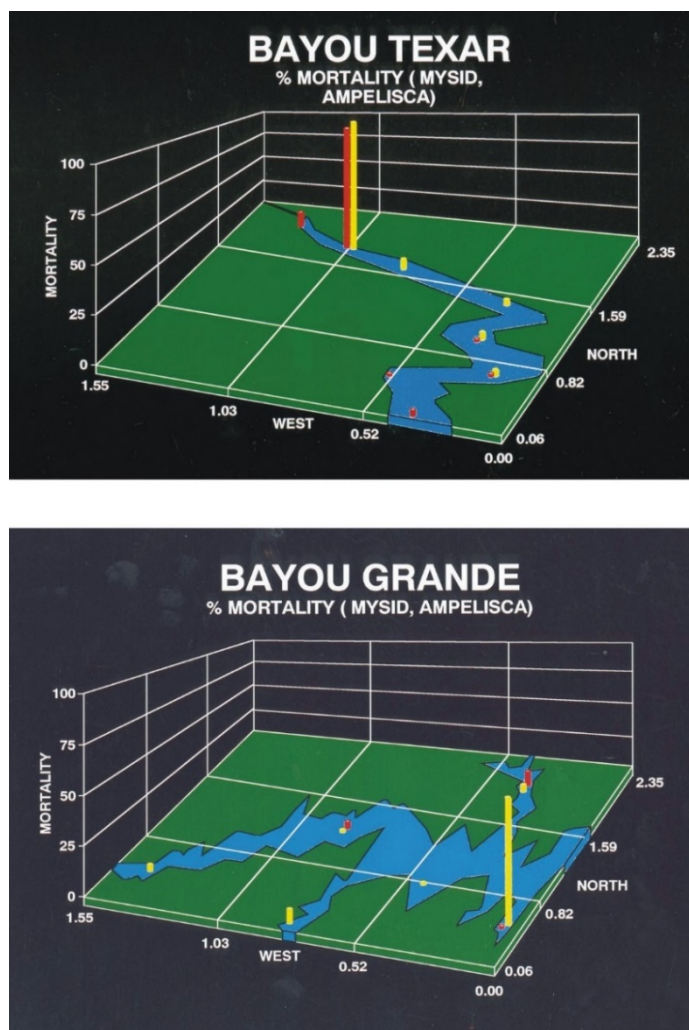 BAYOU TEXAR
% MORTALITY ( MYSID,
AMPELISCA)
100
75
50
25
0
MORTALITY
1.55
1.03
WEST
0.52
0.00
0.06
0.82
NORTH
1.59
2.35
BAYOU GRANDE
% MORTALITY ( MYSID, AMPELISCA)
100
75
50
25
0
MORTALITY
1.55
1.03
WEST
0.52
0.00
0.06
0.82
NORTH
1.59
2.35